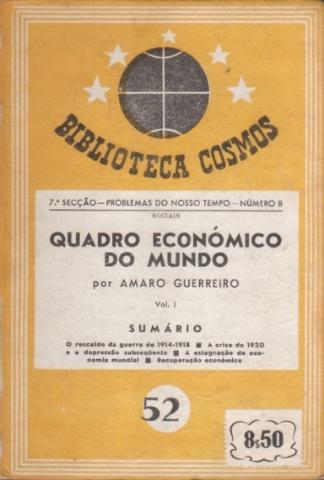 BIBLIOTECA COSMOS
7.ª SECÇÃO — PROBLEMAS DO NOSSO TEMPO — NÚMERO 8
SOCIAIS
QUADRO ECONÓMICO
DO MUNDO
por AMARO GUERREIRO
Vol. I
SUMÁRIO
O rescaldo da guerra de 1914-1918 ■ A crise de 1920
e a depressão subseqüente ■ A estagnação da eco-
nomia mundial ■ Recuperação económica
52
8$50